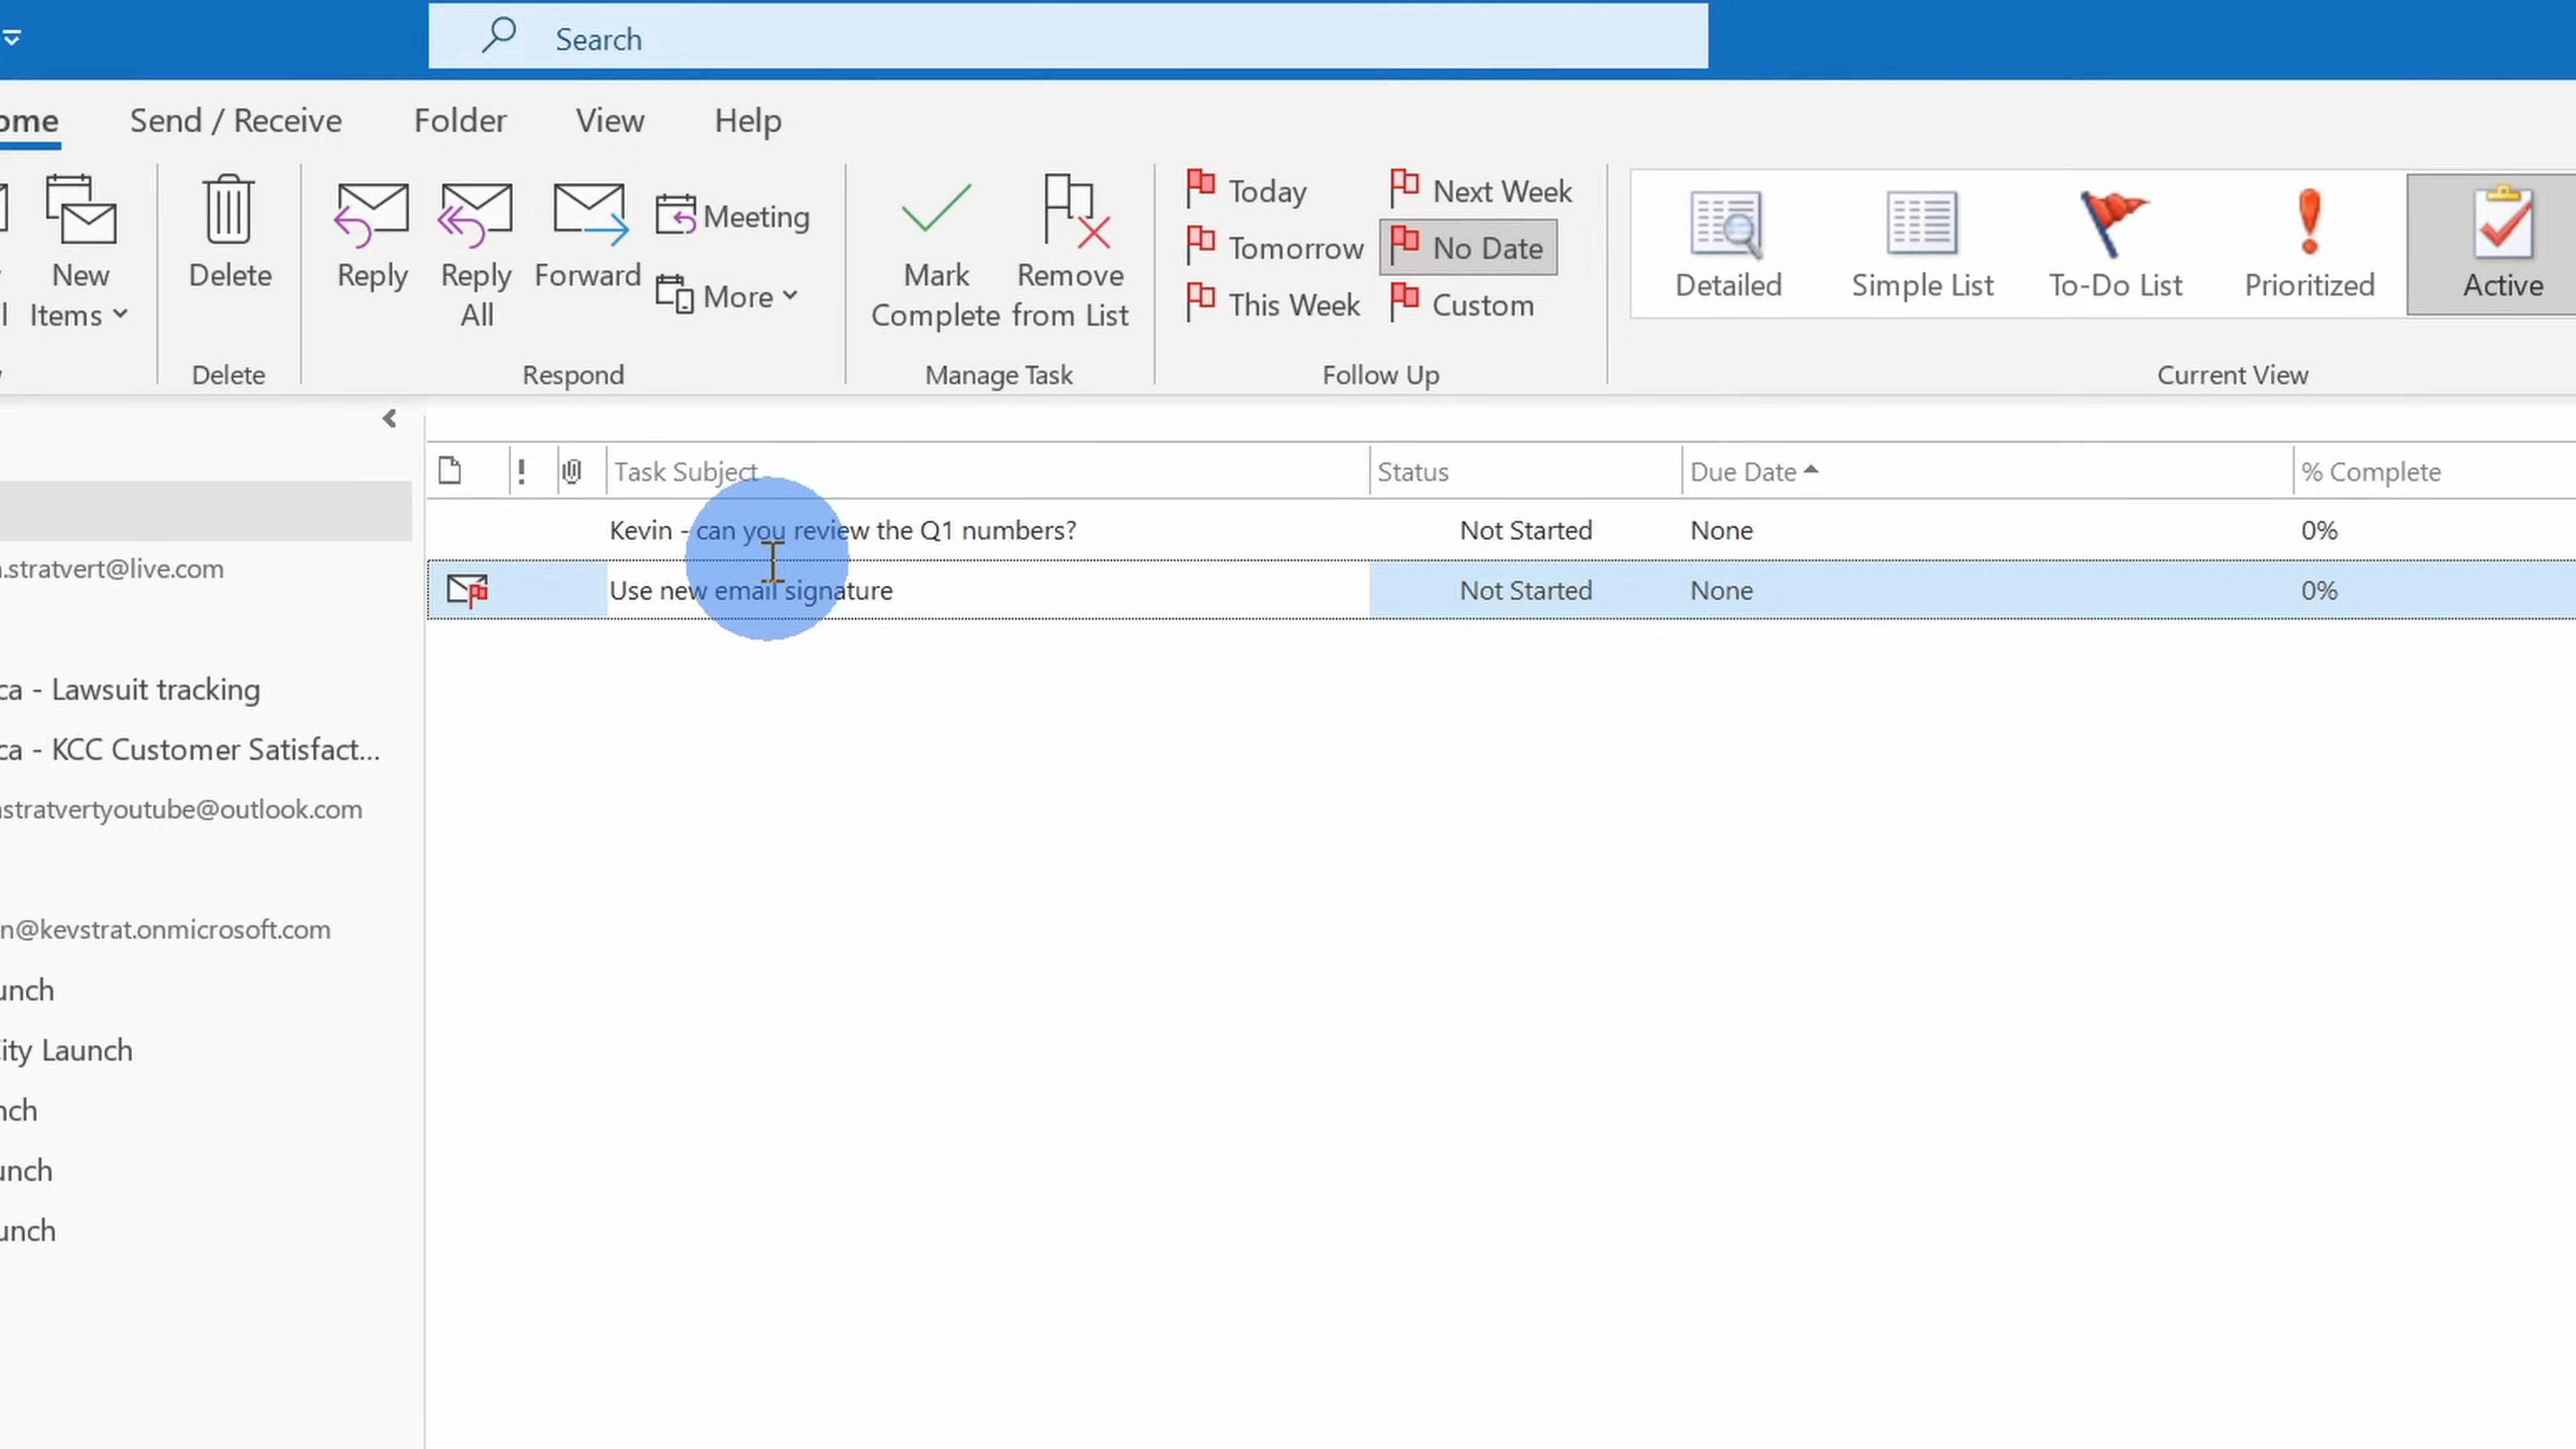 Search
ome
Send / Receive
Folder
View
Help
New
Items
Delete
Delete
Reply
Reply
All
Forward
Meeting
More
Respond
Mark
Complete
Remove
from List
Manage Task
Today
Tomorrow
This Week
Next Week
No Date
Custom
Follow Up
Detailed
Simple List
To-Do List
Prioritized
Active
Current View
! Task Subject Status Due Date % Complete
Kevin - can you review the Q1 numbers? Not Started None 0%
Use new email signature Not Started None 0%
.stratvert@live.com
ca - Lawsuit tracking
ca - KCC Customer Satisfact...
stratvertyoutube@outlook.com
n@kevstrat.onmicrosoft.com
unch
ity Launch
nch
unch
unch